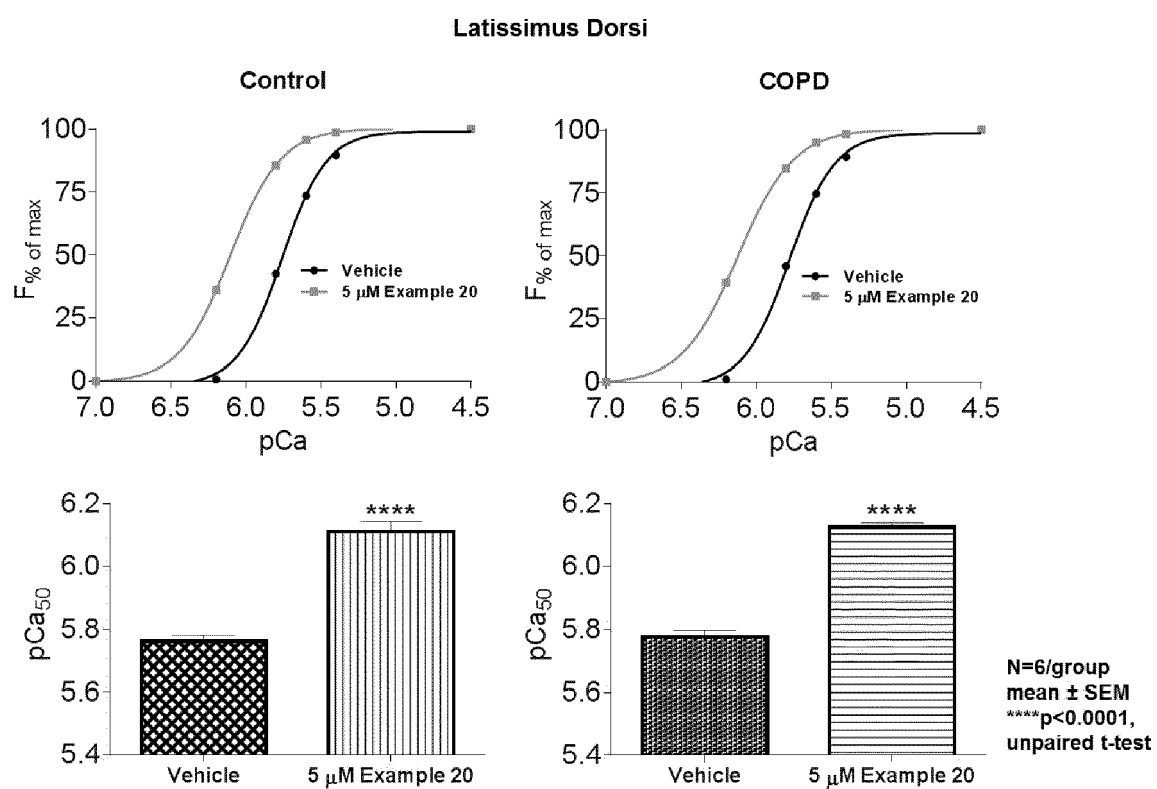 Latissimus Dorsi
Control
100
75
50
25
0
F% of max
7.0 6.5 6.0 5.5 5.0 4.5
pCa
Vehicle
5 μM Example 20
COPD
100
75
50
25
0
F% of max
7.0 6.5 6.0 5.5 5.0 4.5
pCa
Vehicle
5 μM Example 20
6.2
6.0
5.8
5.6
5.4
pCa50
****
Vehicle 5 μM Example 20
6.2
6.0
5.8
5.6
5.4
pCa50
****
Vehicle 5 μM Example 20
N=6/group
mean ± SEM
****p<0.0001,
unpaired t-test